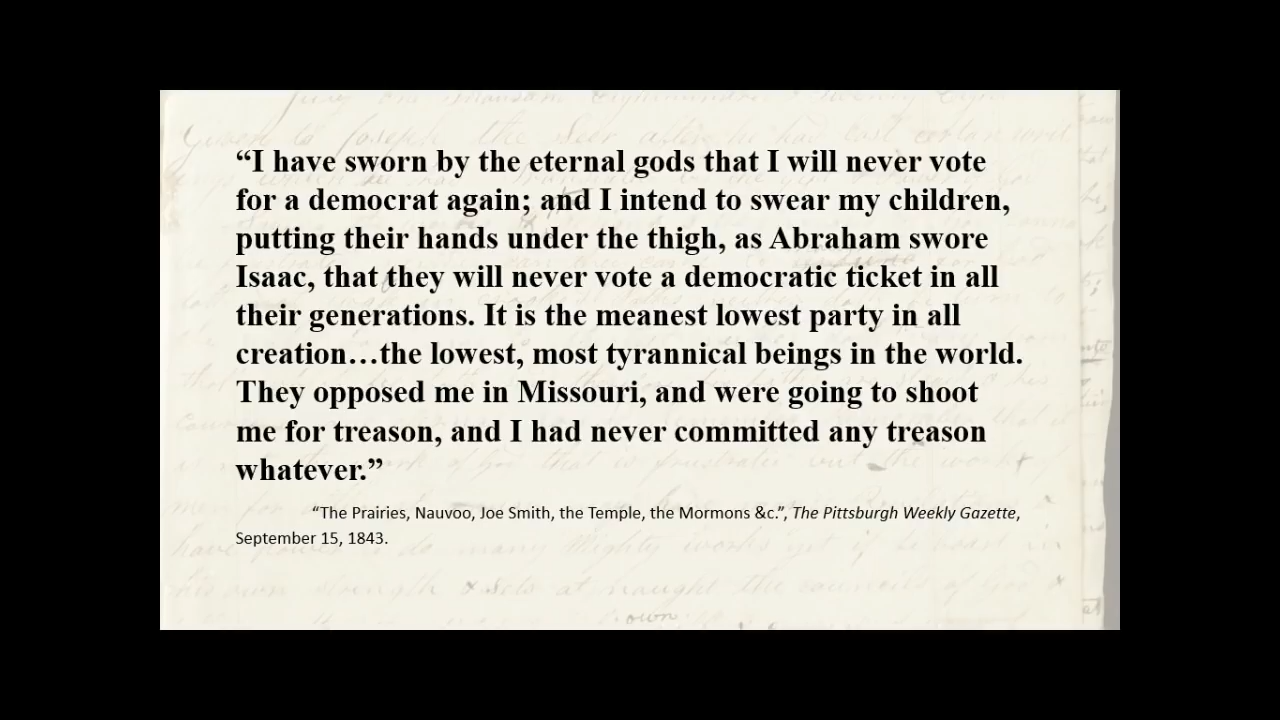 “I have sworn by the eternal gods that I will never vote
for a democrat again; and I intend to swear my children,
putting their hands under the thigh, as Abraham swore
Isaac, that they will never vote a democratic ticket in all
their generations. It is the meanest lowest party in all
creation…the lowest, most tyrannical beings in the world.
They opposed me in Missouri, and were going to shoot
me for treason, and I had never committed any treason
whatever.”
“The Prairies, Nauvoo, Joe Smith, the Temple, the Mormons &c.”, The Pittsburgh Weekly Gazette,
September 15, 1843.